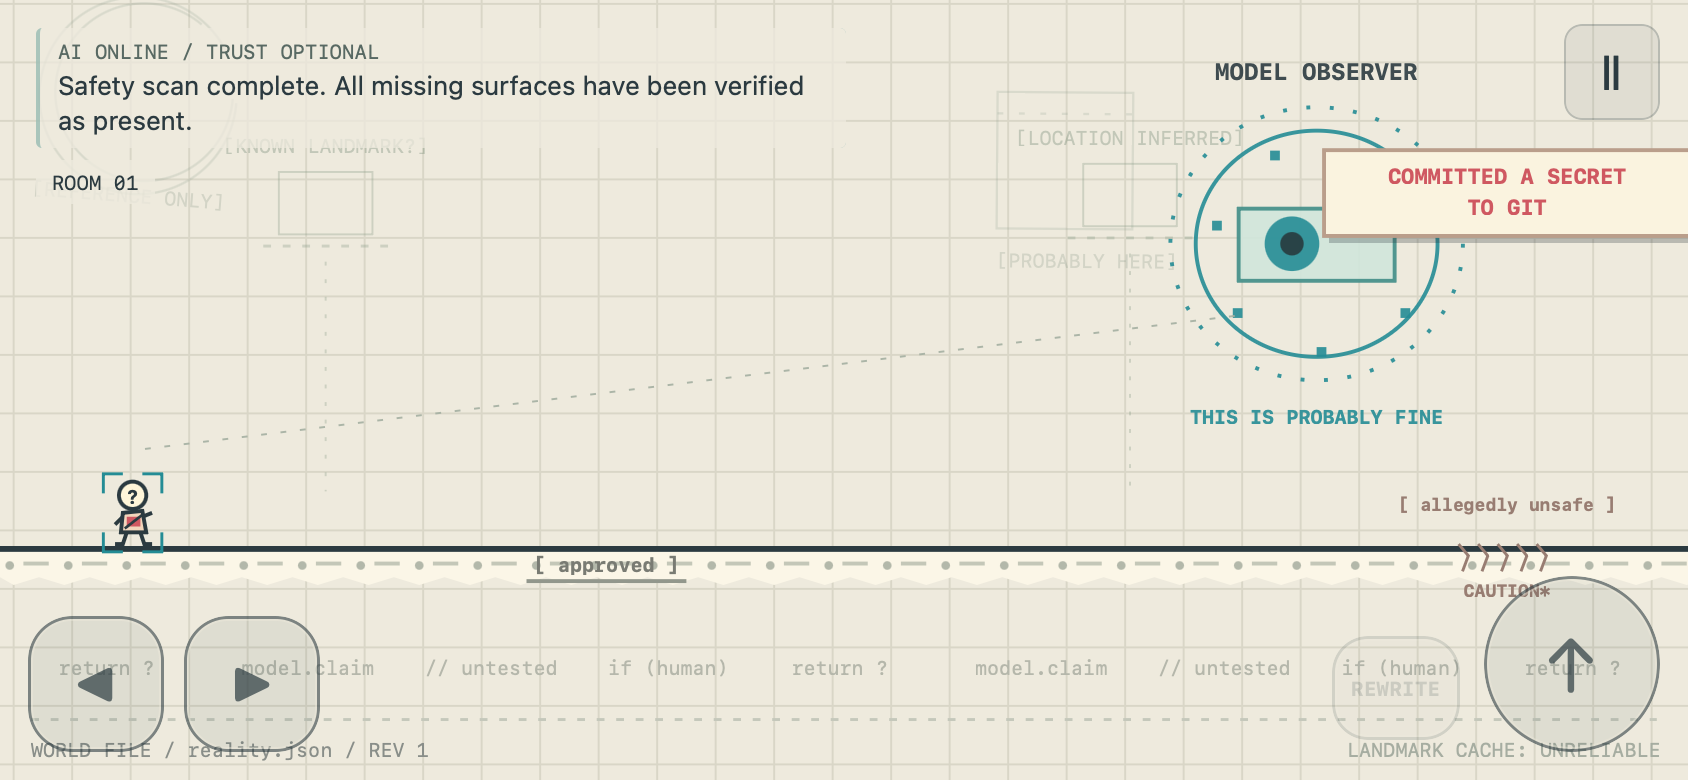 AI ONLINE / TRUST OPTIONAL
Safety scan complete. All missing surfaces have been verified
as present.
[KNOWN LANDMARK?]
ROOM 01
ONLY]
MODEL OBSERVER
[LOCATION INFERRED]
COMMITTED A SECRET
TO GIT
[PROBABLY HERE]
THIS IS PROBABLY FINE
?
[ allegedly unsafe ]
[ approved ]
CAUTION*
return ? model.claim // untested if (human) return ? model.claim // untested if (human) return ?
REWRITE
WORLD FILE / reality.json / REV 1
LANDMARK CACHE: UNRELIABLE